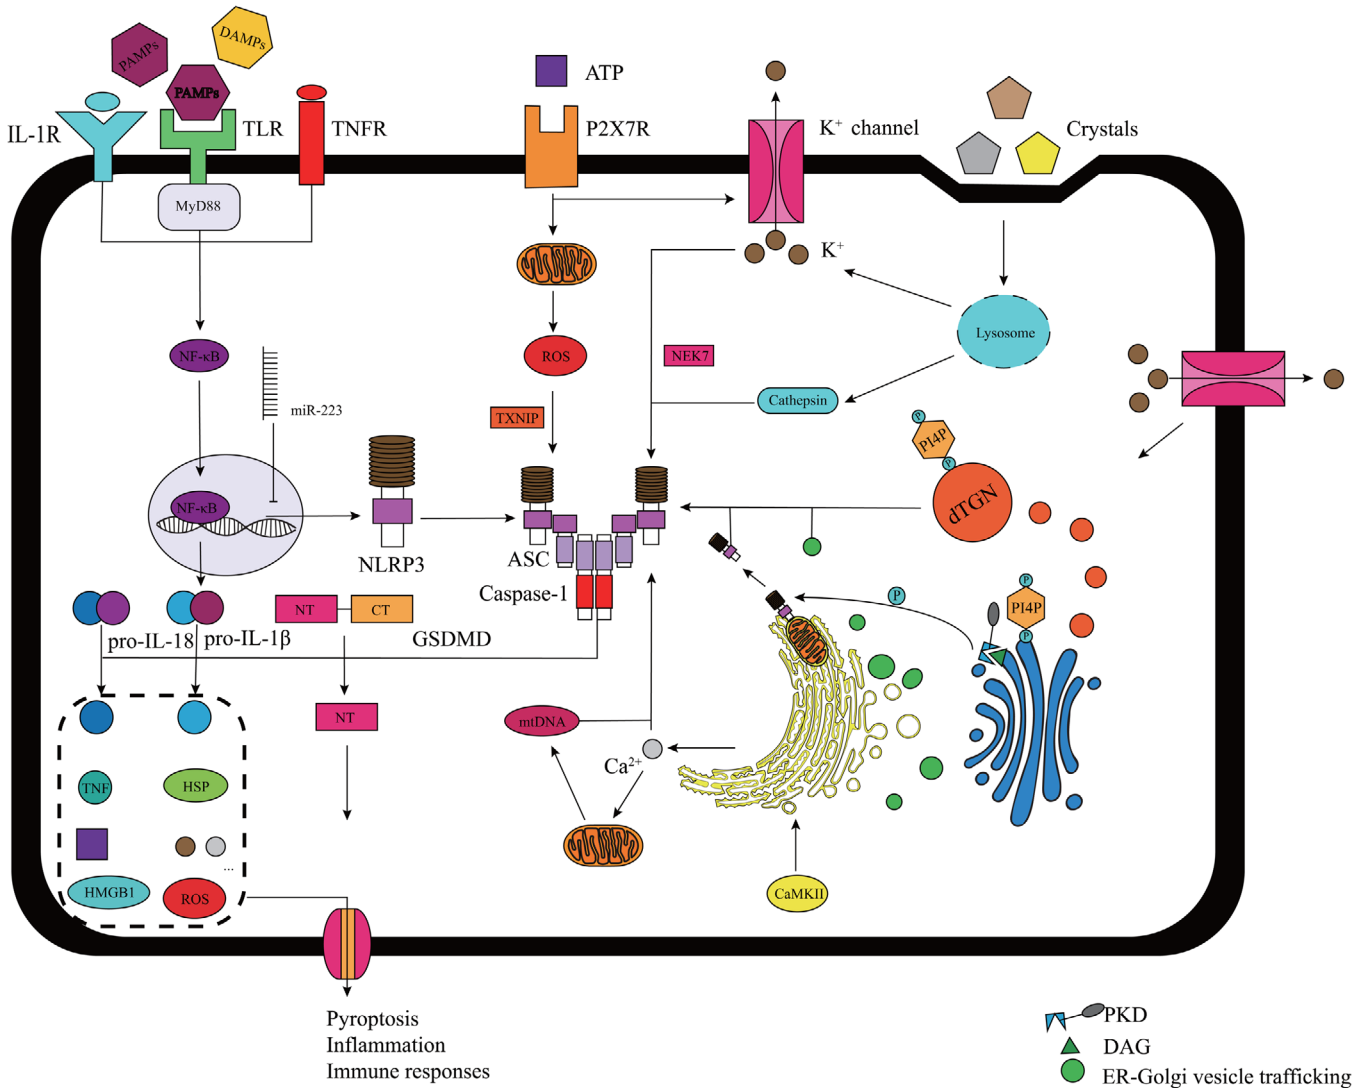 PAMPs
DAMPs
PAMPs
IL-1R
TLR
TNFR
ATP
P2X7R
K+ channel
Crystals
MyD88
K+
Lysosome
NF-κB
ROS
NEK7
miR-223
TXNIP
Cathepsin
P
PI4P
P
dTGN
NF-κB
NLRP3
ASC
Caspase-1
P
P
PI4P
P
NT
CT
GSDMD
pro-IL-18
pro-IL-1β
NT
mtDNA
Ca2+
TNF
HSP
...
HMGB1
ROS
CaMKII
Pyroptosis
Inflammation
Immune responses
PKD
DAG
ER-Golgi vesicle trafficking